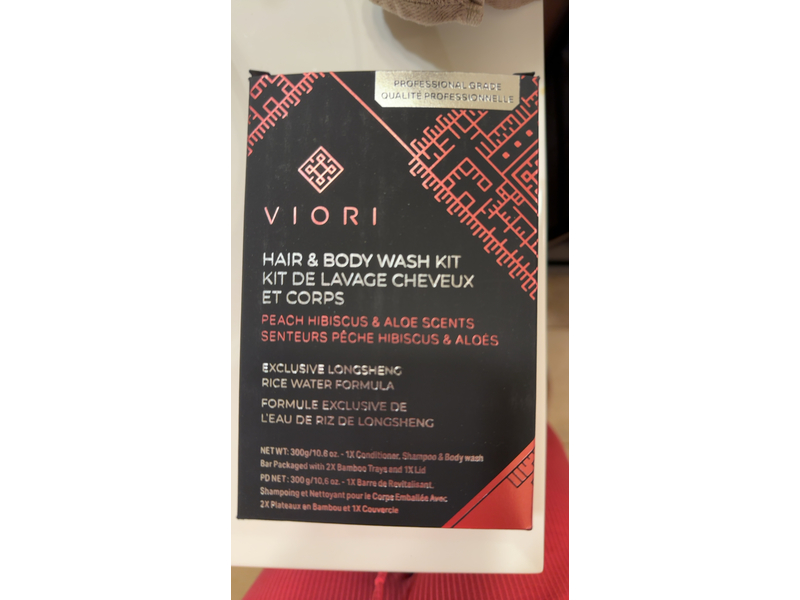 PROFESSIONAL GRADE
QUALITÉ PROFESSIONNELLE
VIORI
HAIR & BODY WASH KIT
KIT DE LAVAGE CHEVEUX
ET CORPS
PEACH HIBISCUS & ALOE SCENTS
SENTEURS PÊCHE HIBISCUS & ALOÉS
EXCLUSIVE LONGSHENG
RICE WATER FORMULA
FORMULE EXCLUSIVE DE
L'EAU DE RIZ DE LONGSHENG
NET WT: 300g/10.6 oz. - 1X Conditioner, Shampoo & Body wash
Bar Packaged with 2X Bamboo Trays and 1X Lid
PD NET : 300 g/10,6 oz. - 1X Barre de Revitalisant,
Shampoing et Nettoyant pour le Corps Emballée Avec
2X Plateaux en Bambou et 1X Couvercle